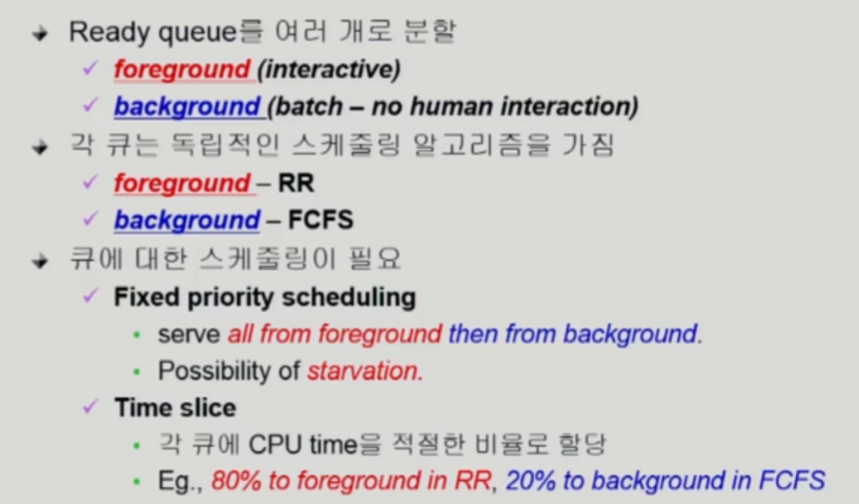 Ready queue를 여러 개로 분할
foreground (interactive)
background (batch – no human interaction)
각 큐는 독립적인 스케줄링 알고리즘을 가짐
foreground – RR
background – FCFS
큐에 대한 스케줄링이 필요
Fixed priority scheduling
serve all from foreground then from background.
Possibility of starvation.
Time slice
각 큐에 CPU time을 적절한 비율로 할당
Eg., 80% to foreground in RR, 20% to background in FCFS